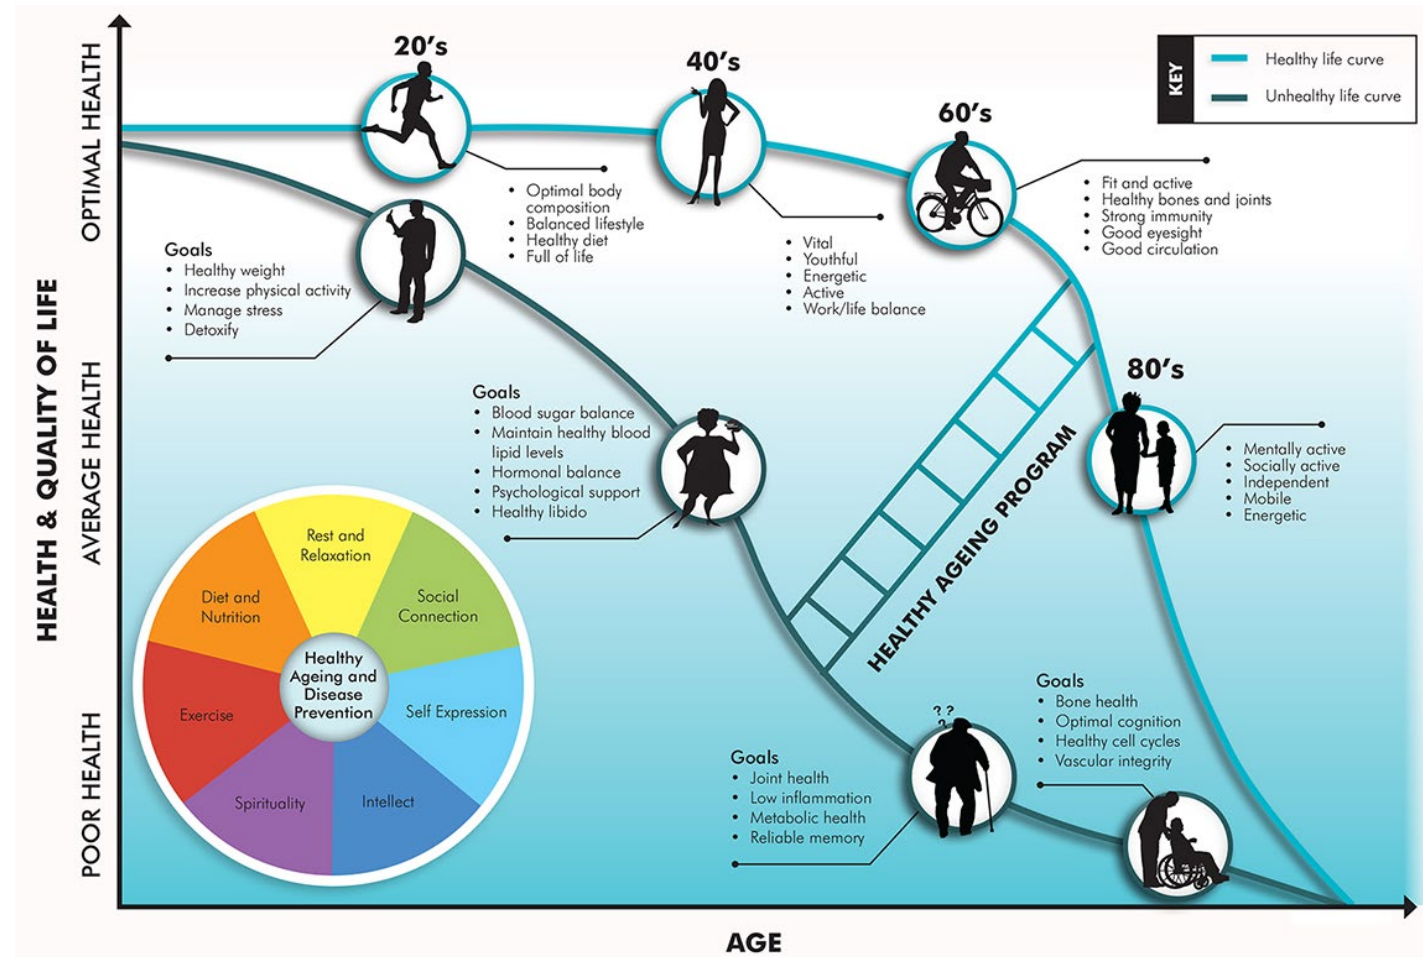 20's
40's
60's
80's
KEY
Healthy life curve
Unhealthy life curve
HEALTH & QUALITY OF LIFE
OPTIMAL HEALTH
AVERAGE HEALTH
POOR HEALTH
• Optimal body
composition
• Balanced lifestyle
• Healthy diet
• Full of life
• Vital
• Youthful
• Energetic
• Active
• Work/life balance
• Fit and active
• Healthy bones and joints
• Strong immunity
• Good eyesight
• Good circulation
• Mentally active
• Socially active
• Independent
• Mobile
• Energetic
Goals
• Healthy weight
• Increase physical activity
• Manage stress
• Detoxify
Goals
• Blood sugar balance
• Maintain healthy blood
lipid levels
• Hormonal balance
• Psychological support
• Healthy libido
HEALTHY AGEING PROGRAM
Goals
• Joint health
• Low inflammation
• Metabolic health
• Reliable memory
? ?
?
Goals
• Bone health
• Optimal cognition
• Healthy cell cycles
• Vascular integrity
Rest and
Relaxation
Social
Connection
Self Expression
Intellect
Spirituality
Exercise
Diet and
Nutrition
Healthy
Ageing and
Disease
Prevention
AGE